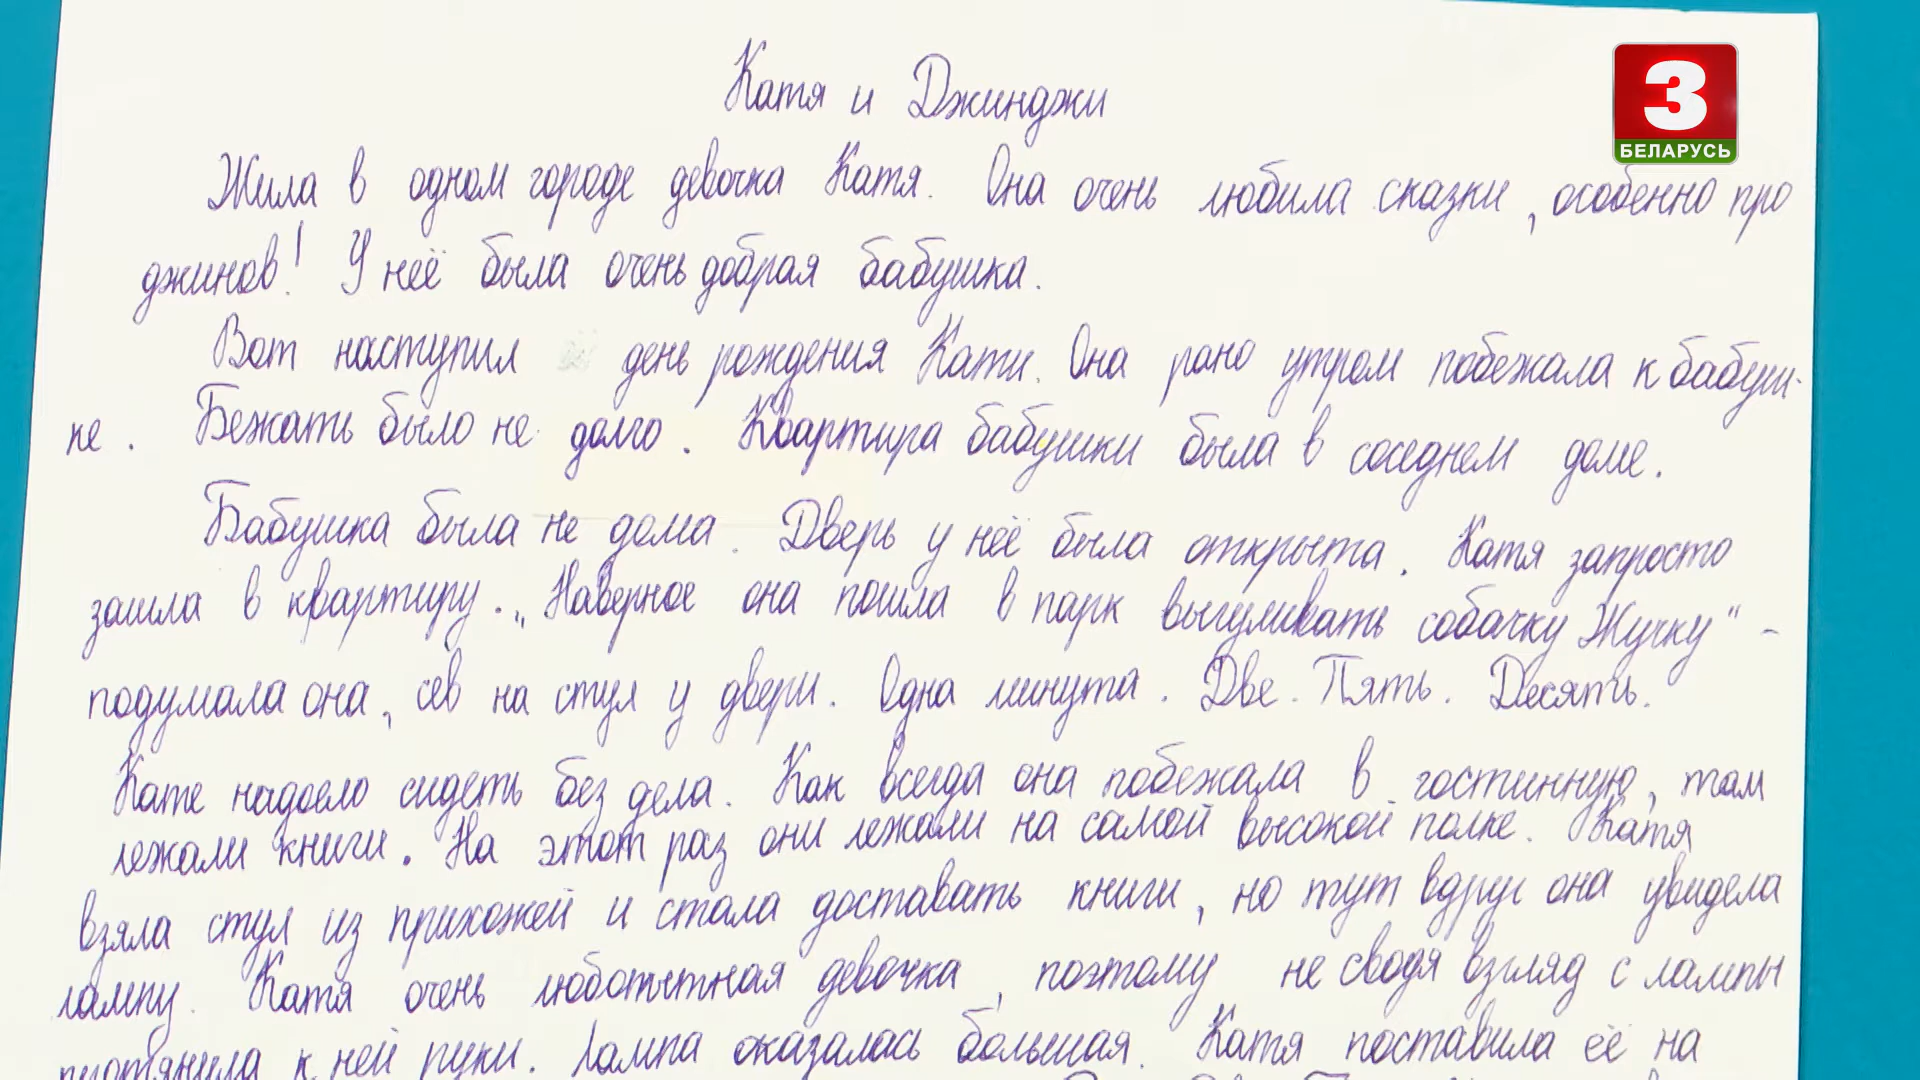 Катя и Джинджи
3
БЕЛАРУСЬ
Жила в одном городе девочка Катя. Она очень любила сказки, особенно про
джинов! У неё была очень добрая бабушка.
Вот наступил день рождения Кати. Она рано утром побежала к бабуш-
ке. Бежать было не долго. Квартира бабушки была в соседнем доме.
Бабушка была не дома. Дверь у неё была открыта. Катя запросто
зашла в квартиру. „Наверное она пошла в парк выгуливать собачку Жучку" -
подумала она, сев на стул у двери. Одна минута. Две. Пять. Десять.
Кате надоело сидеть без дела. Как всегда она побежала в гостинную, там
лежали книги. На этот раз они лежали на самой высокой полке. Катя
взяла стул из прихожей и стала доставать книги, но тут вдруг она увидела
лампу. Катя очень любопытная девочка, поэтому не сводя взгляд с лампы
протянула к ней руки. Лампа оказалась большая. Катя поставила её на